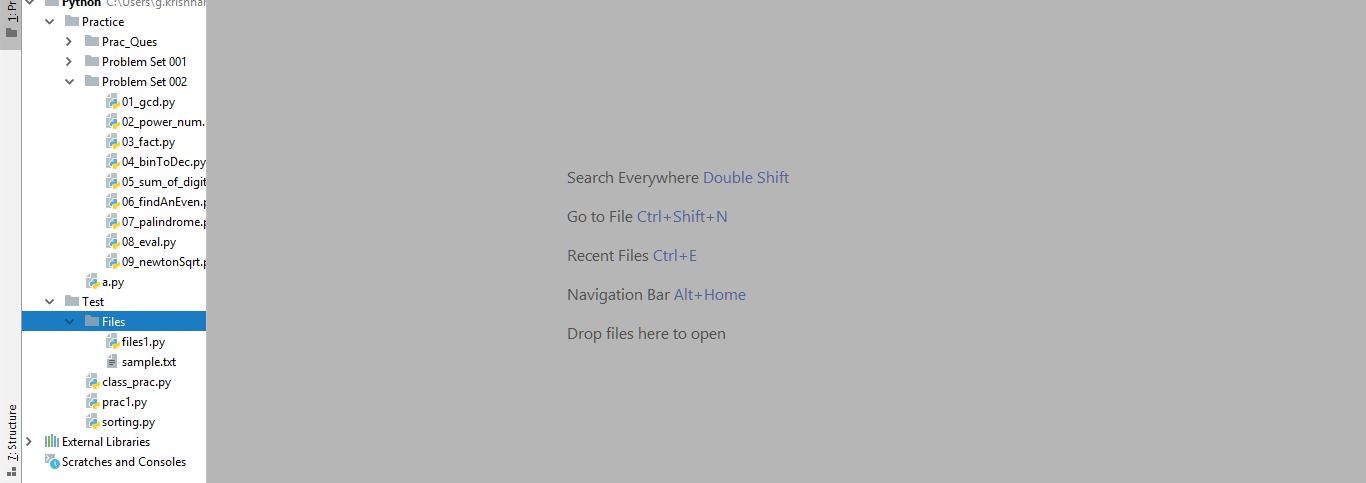 1: Pr
Python C:\Users\g.krishnar
Practice
Prac_Ques
Problem Set 001
Problem Set 002
01_gcd.py
02_power_num.
03_fact.py
04_binToDec.py
05_sum_of_digit
06_findAnEven.p
07_palindrome.p
08_eval.py
09_newtonSqrt.p
a.py
Test
Files
files1.py
sample.txt
class_prac.py
prac1.py
sorting.py
External Libraries
Scratches and Consoles
7: Structure
Search Everywhere Double Shift
Go to File Ctrl+Shift+N
Recent Files Ctrl+E
Navigation Bar Alt+Home
Drop files here to open